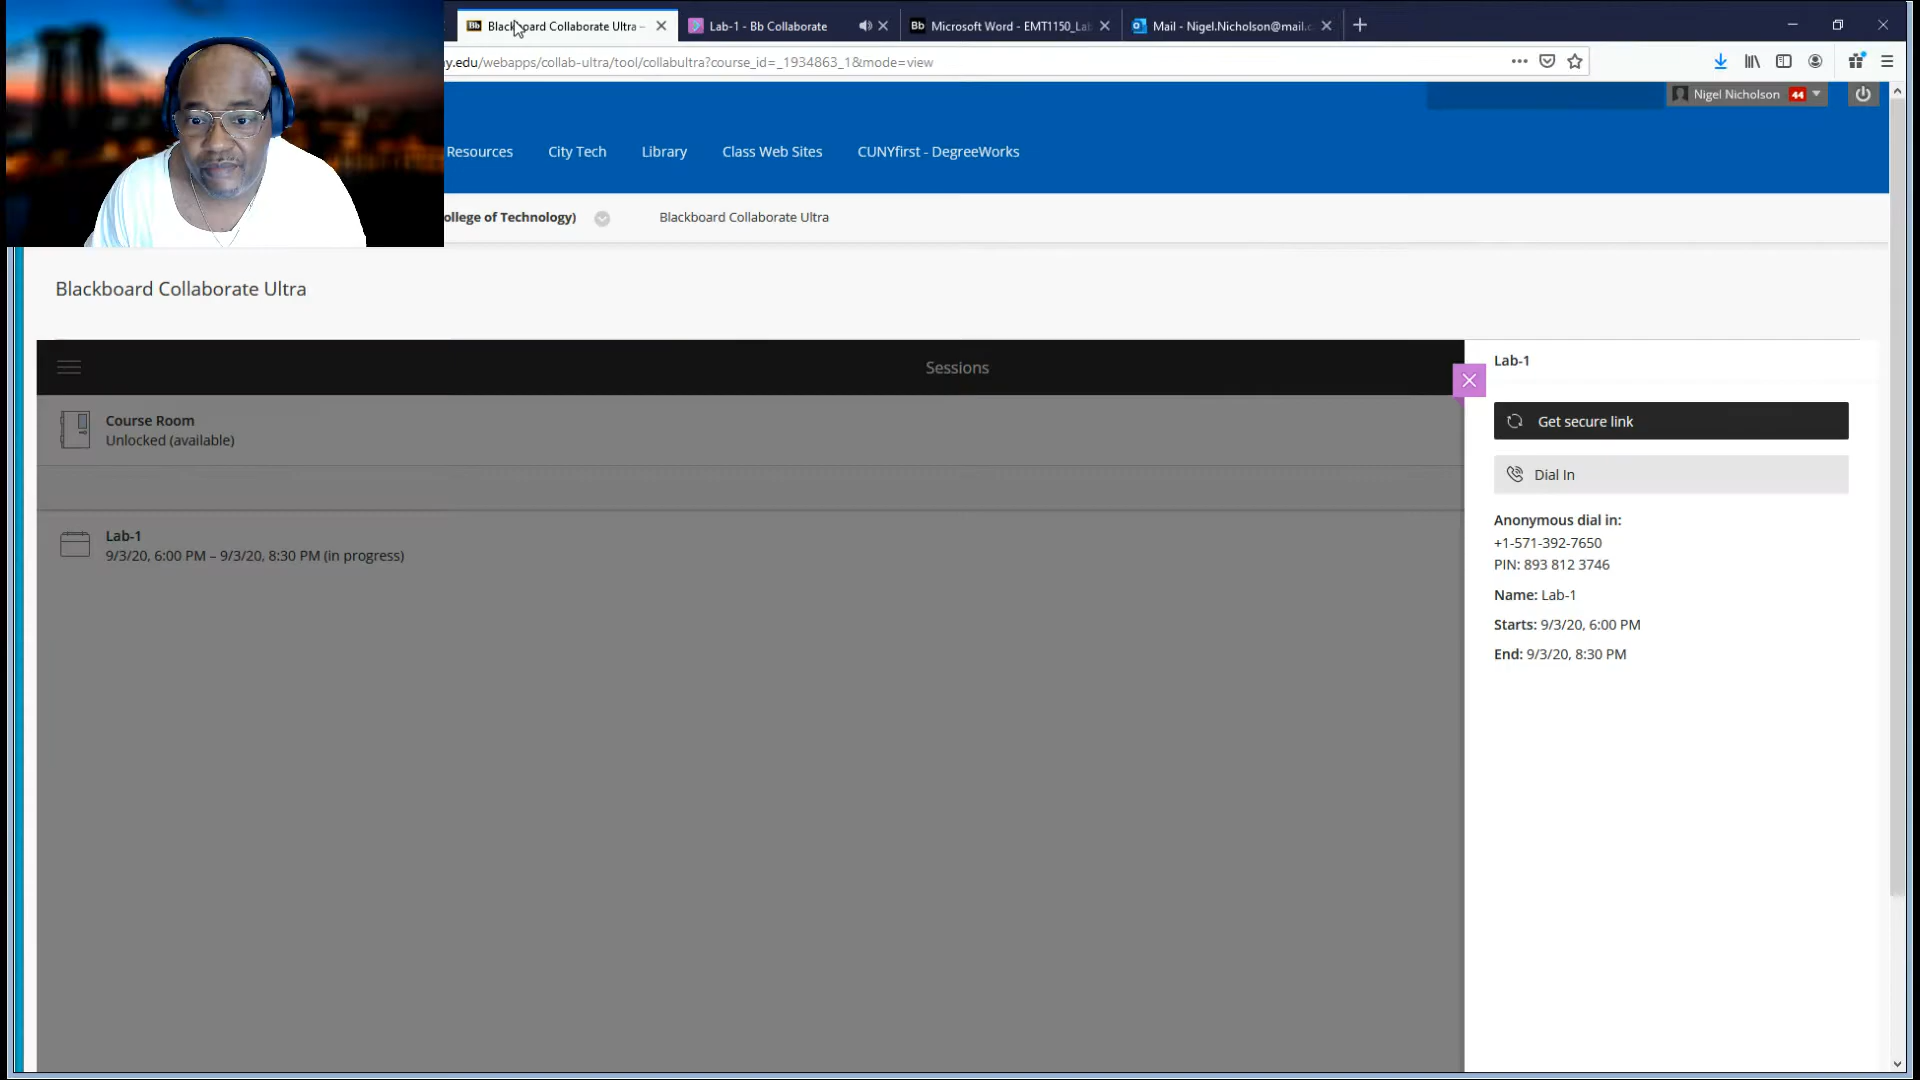 Blackboard Collaborate Ultra –
Lab-1 - Bb Collaborate
Microsoft Word - EMT1150_La
Mail - Nigel.Nicholson@mail.c
y.edu/webapps/collab-ultra/tool/collabultra?course_id=_1934863_1&mode=view
Nigel Nicholson 44
Resources
City Tech
Library
Class Web Sites
CUNYfirst - DegreeWorks
ollege of Technology)
Blackboard Collaborate Ultra
Blackboard Collaborate Ultra
Sessions
Course Room
Unlocked (available)
Lab-1
9/3/20, 6:00 PM – 9/3/20, 8:30 PM (in progress)
Lab-1
Get secure link
Dial In
Anonymous dial in:
+1-571-392-7650
PIN: 893 812 3746
Name: Lab-1
Starts: 9/3/20, 6:00 PM
End: 9/3/20, 8:30 PM